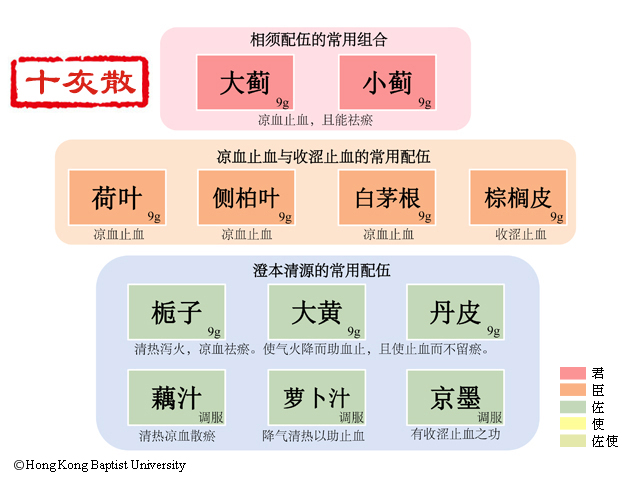 相须配伍的常用组合
十灰散
大蓟 小蓟
9g 9g
凉血止血，且能祛瘀
凉血止血与收涩止血的常用配伍
荷叶 侧柏叶 白茅根 棕榈皮
9g 9g 9g 9g
凉血止血 凉血止血 凉血止血 收涩止血
澄本清源的常用配伍
栀子 大黄 丹皮
9g 9g 9g
清热泻火，凉血祛瘀。使气火降而助血止，且使止血而不留瘀。
藕汁 萝卜汁 京墨
调服 调服 调服
清热凉血散瘀 降气清热以助止血 有收涩止血之功
君
臣
佐
使
佐使
©Hong Kong Baptist University